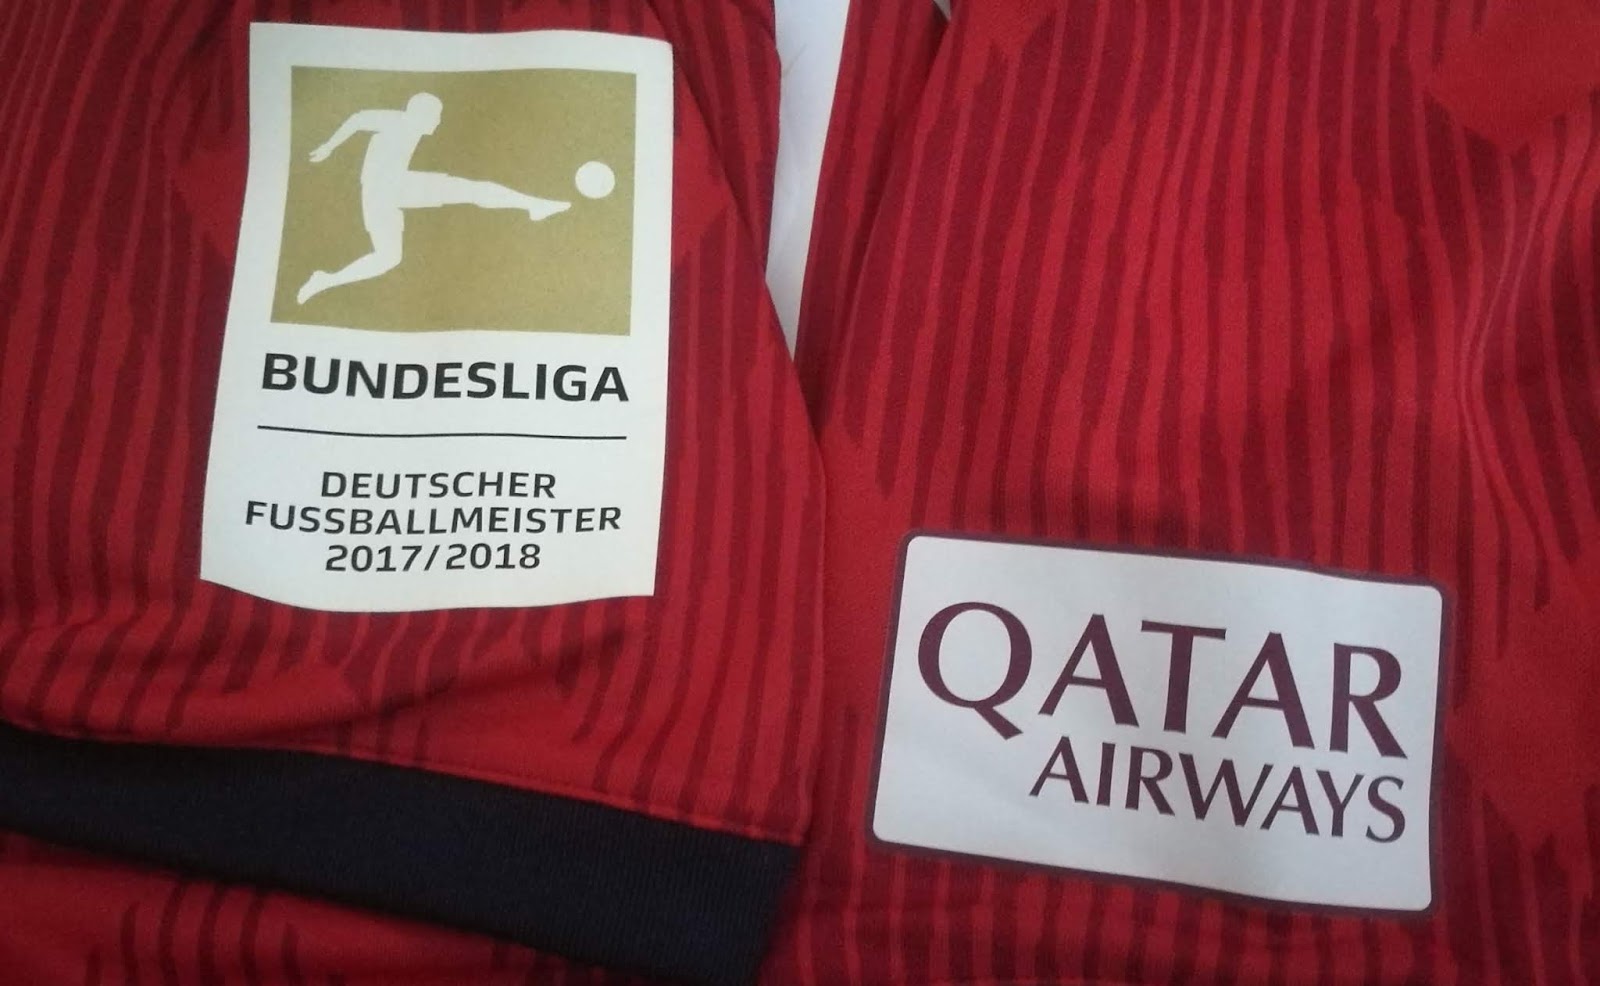 BUNDESLIGA
DEUTSCHER
FUSSBALLMEISTER
2017/2018
QATAR
AIRWAYS